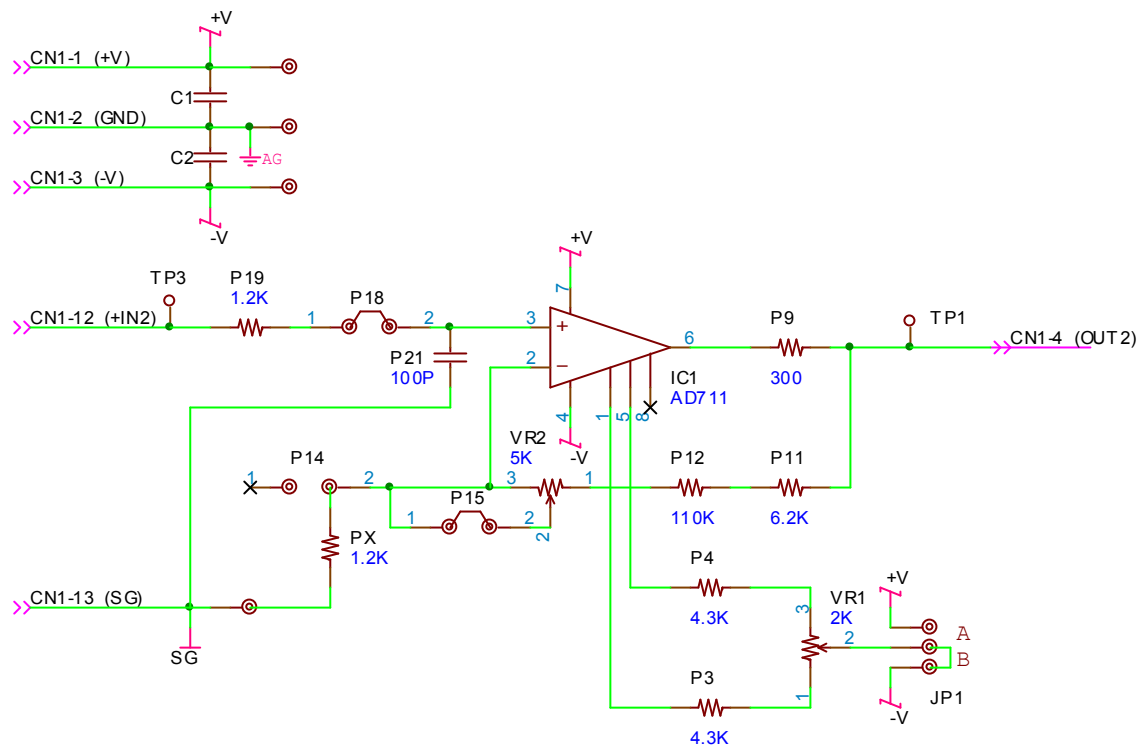 +V
CN1-1 (+V)
C1
CN1-2 (GND)
AG
C2
CN1-3 (-V)
-V
+V
TP3
P19
1.2K
1
P18
2
7
3
P9
TP1
CN1-12 (+IN2)
+
6
CN1-4 (OUT2)
P21
100P
2
−
IC1
AD711
300
4
1
5
8
-V
VR2
5K
P14
1
2
3
1
P12
P11
P15
1
2
2
110K
6.2K
PX
1.2K
P4
+V
CN1-13 (SG)
4.3K
3
VR1
2K
2
A
B
SG
P3
1
JP1
-V
4.3K